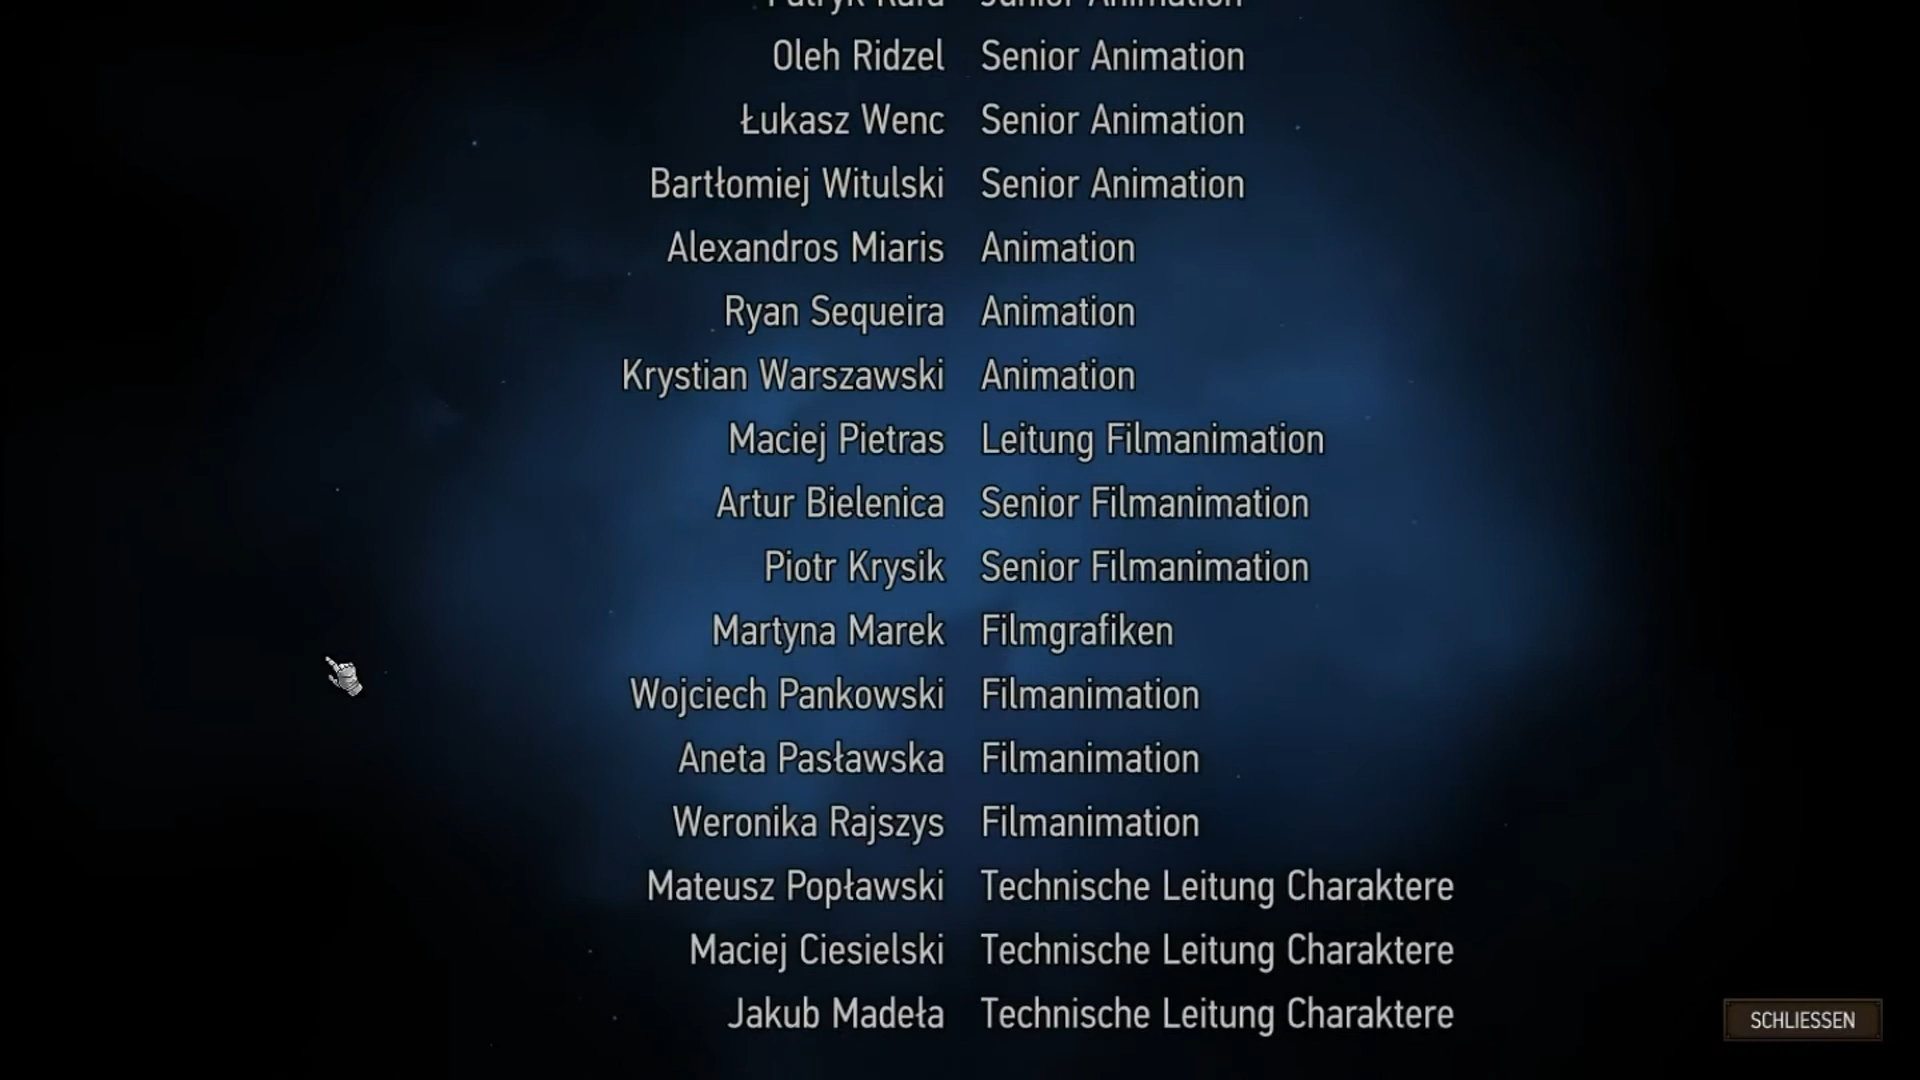 Oleh Ridzel Senior Animation
Łukasz Wenc Senior Animation
Bartłomiej Witulski Senior Animation
Alexandros Miaris Animation
Ryan Sequeira Animation
Krystian Warszawski Animation
Maciej Pietras Leitung Filmanimation
Artur Bielenica Senior Filmanimation
Piotr Krysik Senior Filmanimation
Martyna Marek Filmgrafiken
Wojciech Pankowski Filmanimation
Aneta Pasławska Filmanimation
Weronika Rajszys Filmanimation
Mateusz Popławski Technische Leitung Charaktere
Maciej Ciesielski Technische Leitung Charaktere
Jakub Madeła Technische Leitung Charaktere
SCHLIESSEN